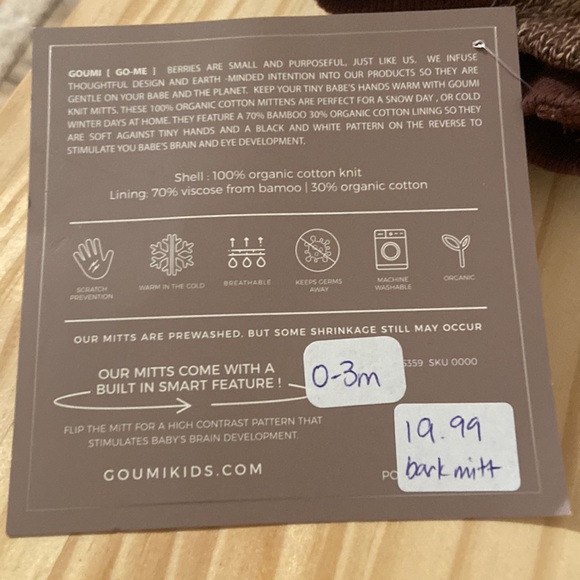 GOUMI [ GO-ME ] BERRIES ARE SMALL AND PURPOSEFUL, JUST LIKE US. WE INFUSE
THOUGHTFUL DESIGN AND EARTH -MINDED INTENTION INTO OUR PRODUCTS SO THEY ARE
GENTLE ON YOUR BABE AND THE PLANET. KEEP YOUR TINY BABE'S HANDS WARM WITH GOUMI
KNIT MITTS. THESE 100% ORGANIC COTTON MITTENS ARE PERFECT FOR A SNOW DAY , OR COLD
WINTER DAYS AT HOME. THEY FEATURE A 70% BAMBOO 30% ORGANIC COTTON LINING SO THEY
ARE SOFT AGAINST TINY HANDS AND A BLACK AND WHITE PATTERN ON THE REVERSE TO
STIMULATE YOU BABE'S BRAIN AND EYE DEVELOPMENT.
Shell : 100% organic cotton knit
Lining: 70% viscose from bamoo | 30% organic cotton
SCRATCH
PREVENTION
WARM IN THE COLD
BREATHABLE
KEEPS GERMS
AWAY
MACHINE
WASHABLE
ORGANIC
OUR MITTS ARE PREWASHED, BUT SOME SHRINKAGE STILL MAY OCCUR
OUR MITTS COME WITH A
BUILT IN SMART FEATURE !
0-3m
5359 SKU 0000
FLIP THE MITT FOR A HIGH CONTRAST PATTERN THAT
STIMULATES BABY'S BRAIN DEVELOPMENT.
19.99
bark mitt
GOUMIKIDS.COM
PO